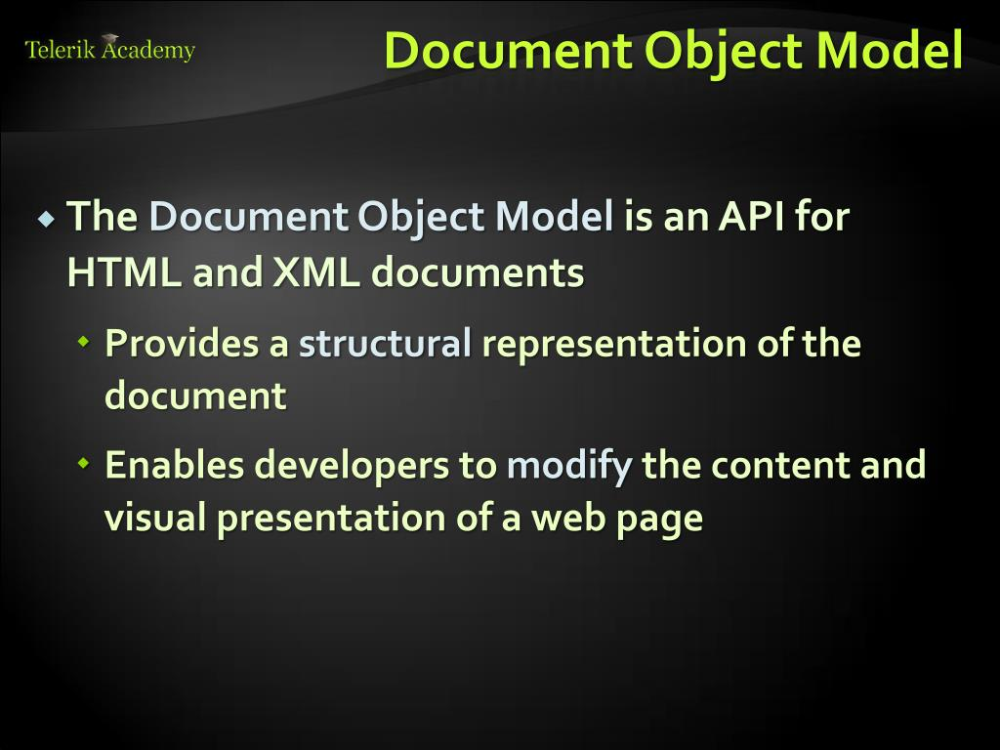 Telerik Academy
Document Object Model
The Document Object Model is an API for
HTML and XML documents
Provides a structural representation of the
document
Enables developers to modify the content and
visual presentation of a web page